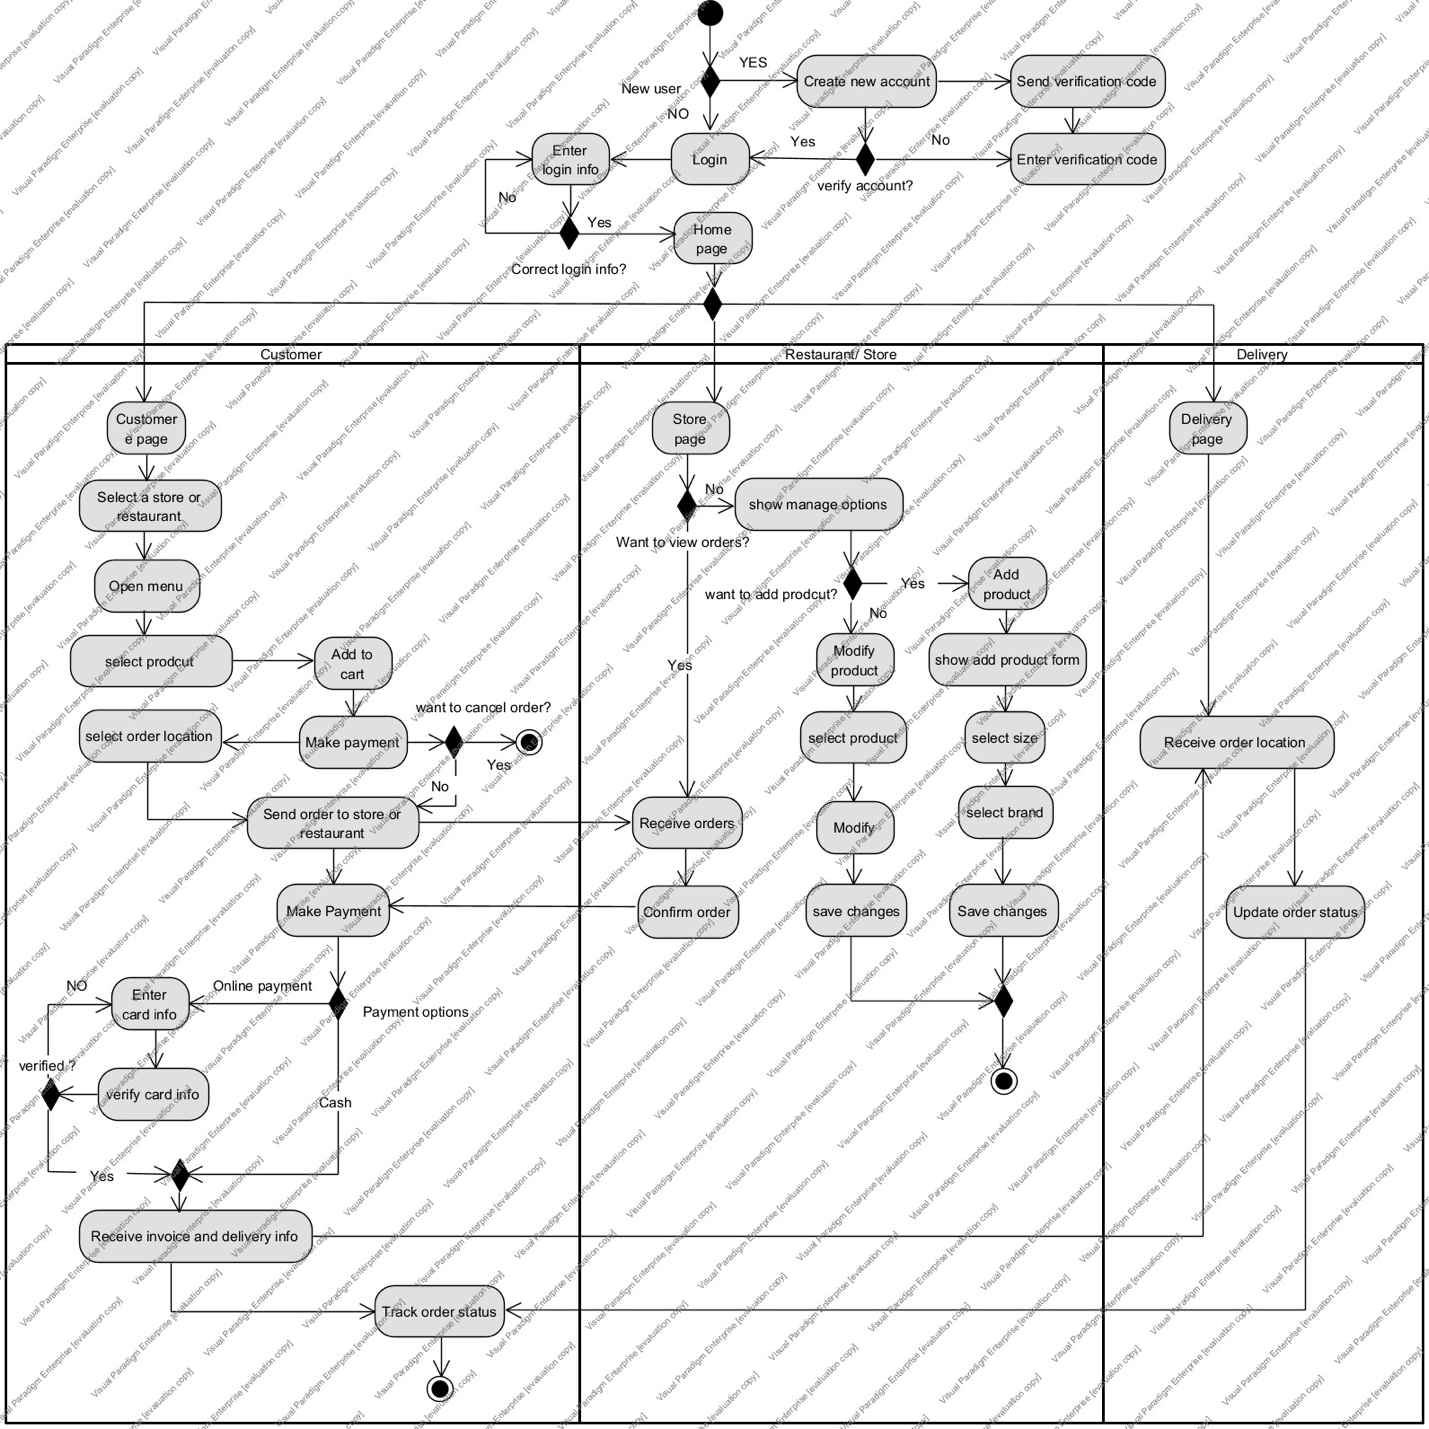 YES
Create new account
Send verification code
New user
NO
Enter
login info
Login
Yes
No
Enter verification code
verify account?
No
Yes
Home
page
Correct login info?
Customer
Restaurant/ Store
Delivery
Customer
e page
Store
page
Delivery
page
Select a store or
restaurant
No
show manage options
Want to view orders?
Open menu
want to add prodcut?
Yes
Add
product
No
select prodcut
Add to
cart
Yes
Modify
product
show add product form
want to cancel order?
select order location
Make payment
Yes
No
select product
select size
Receive order location
Send order to store or
restaurant
Receive orders
Modify
select brand
Make Payment
Confirm order
save changes
Save changes
Update order status
NO
Enter
card info
Online payment
Payment options
verified ?
verify card info
Cash
Yes
Receive invoice and delivery info
Track order status
Visual Paradigm Enterprise [evaluation copy]